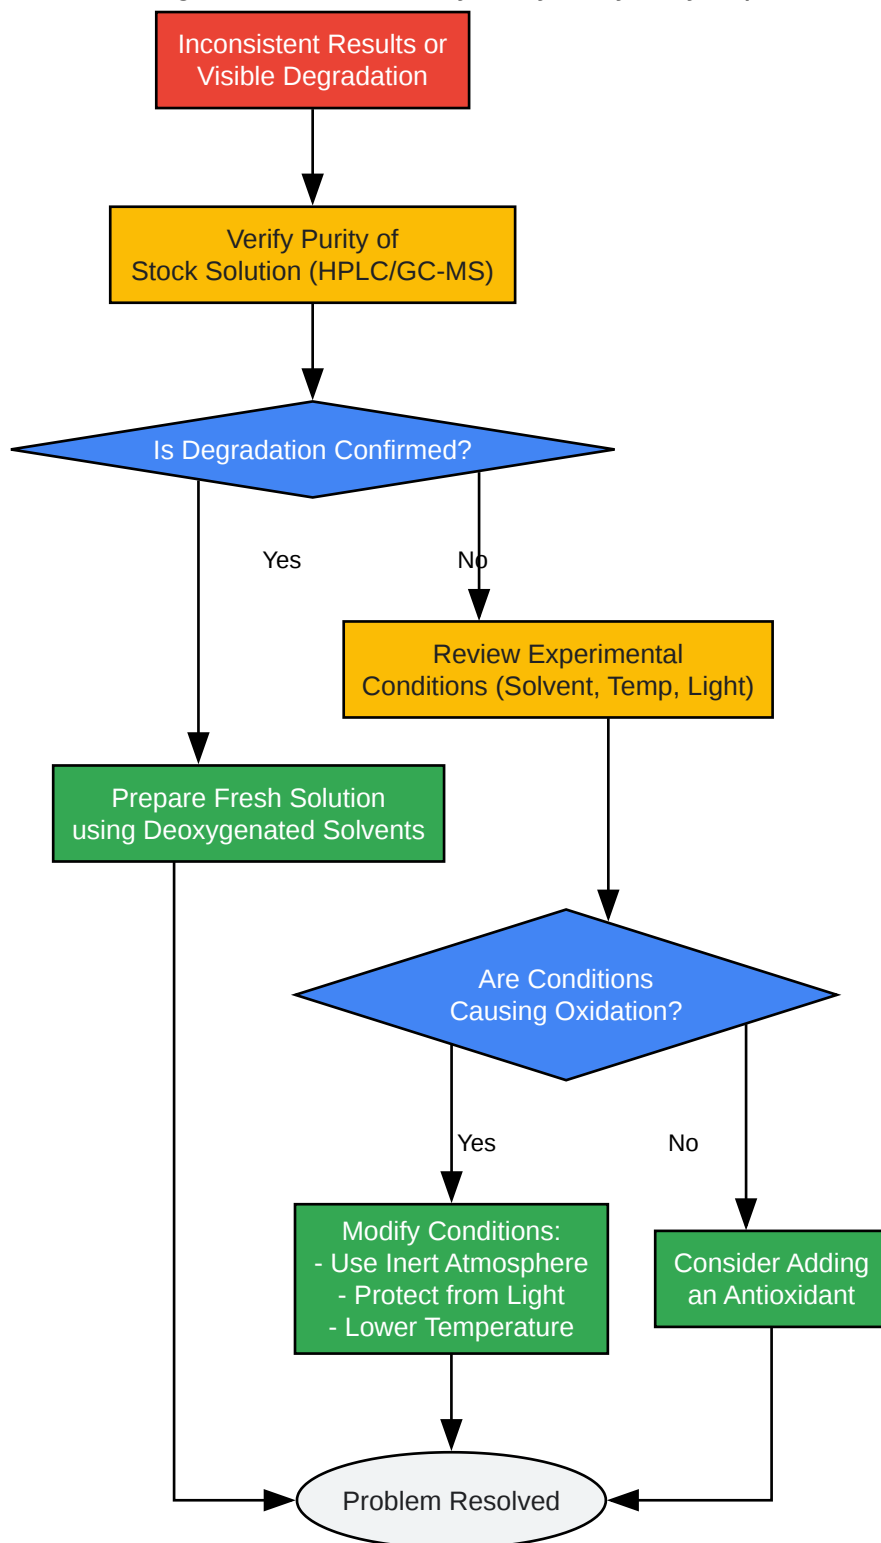 Inconsistent Results or
Visible Degradation
Verify Purity of
Stock Solution (HPLC/GC-MS)
Is Degradation Confirmed?
Yes
No
Review Experimental
Conditions (Solvent, Temp, Light)
Prepare Fresh Solution
using Deoxygenated Solvents
Are Conditions
Causing Oxidation?
Yes
No
Modify Conditions:
- Use Inert Atmosphere
- Protect from Light
- Lower Temperature
Consider Adding
an Antioxidant
Problem Resolved